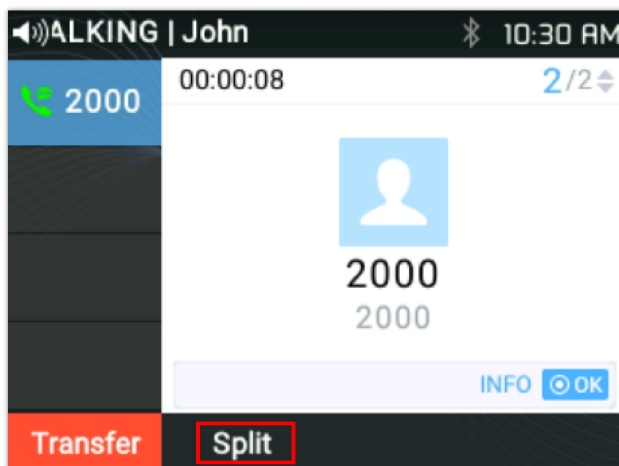 ALKING | John 10:30 AM
2000
00:00:08 2/2
2000
2000
INFO OK
Transfer Split